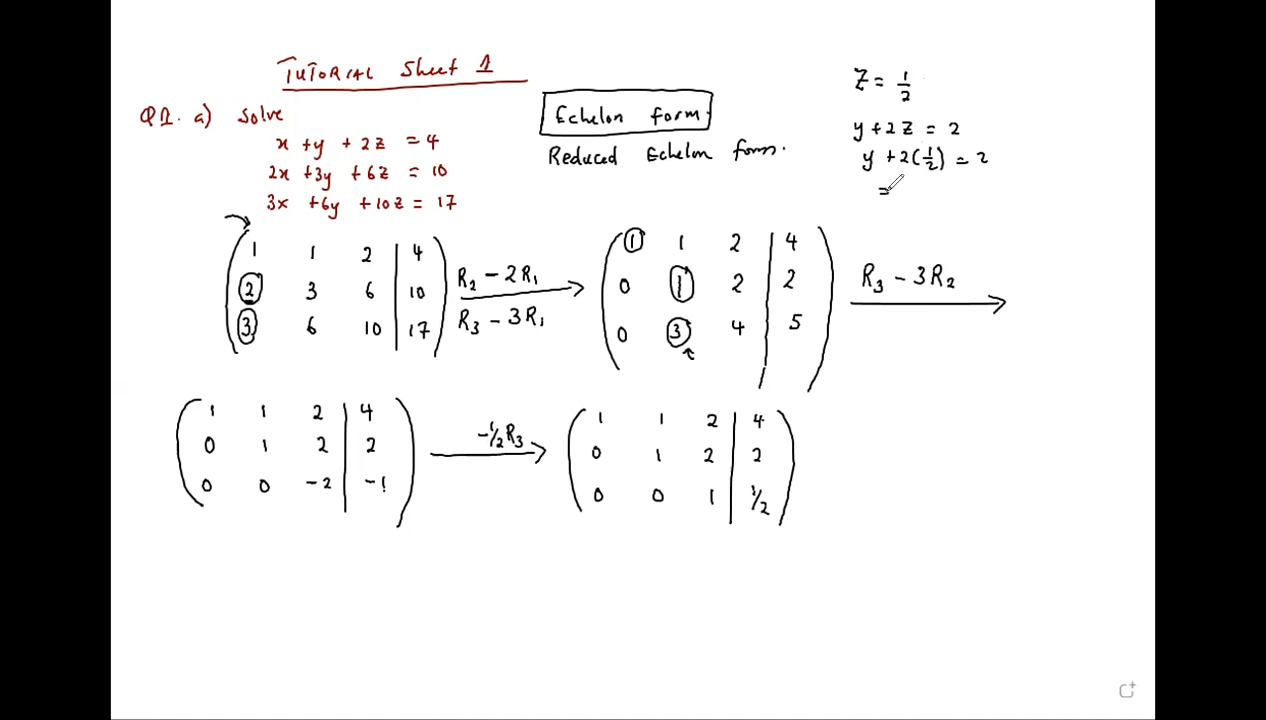 TUTORIAL Sheet 1
Q1. a) Solve
x + y + 2z = 4
2x + 3y + 6z = 10
3x + 6y + 10z = 17
Echelon form.
Reduced Echelon form.
z = 1/2
y + 2z = 2
y + 2(1/2) = 2
=
1 1 2 | 4
2 3 6 | 10
3 6 10 | 17
R2 - 2R1
R3 - 3R1
1 1 2 | 4
0 1 2 | 2
0 3 4 | 5
R3 - 3R2
1 1 2 | 4
0 1 2 | 2
0 0 -2 | -1
-1/2 R3
1 1 2 | 4
0 1 2 | 2
0 0 1 | 1/2